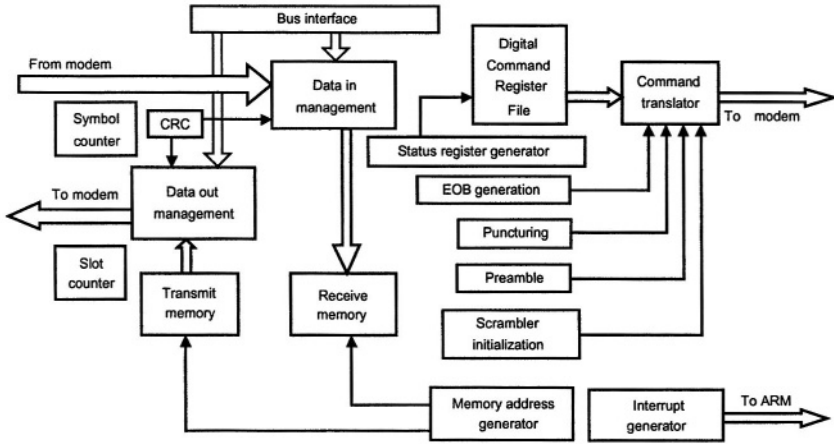 Bus interface
From modem
Data in
management
Digital
Command
Register
File
Command
translator
To modem
Symbol
counter
CRC
Status register generator
To modem
Data out
management
EOB generation
Puncturing
Slot
counter
Transmit
memory
Receive
memory
Preamble
Scrambler
initialization
Memory address
generator
Interrupt
generator
To ARM